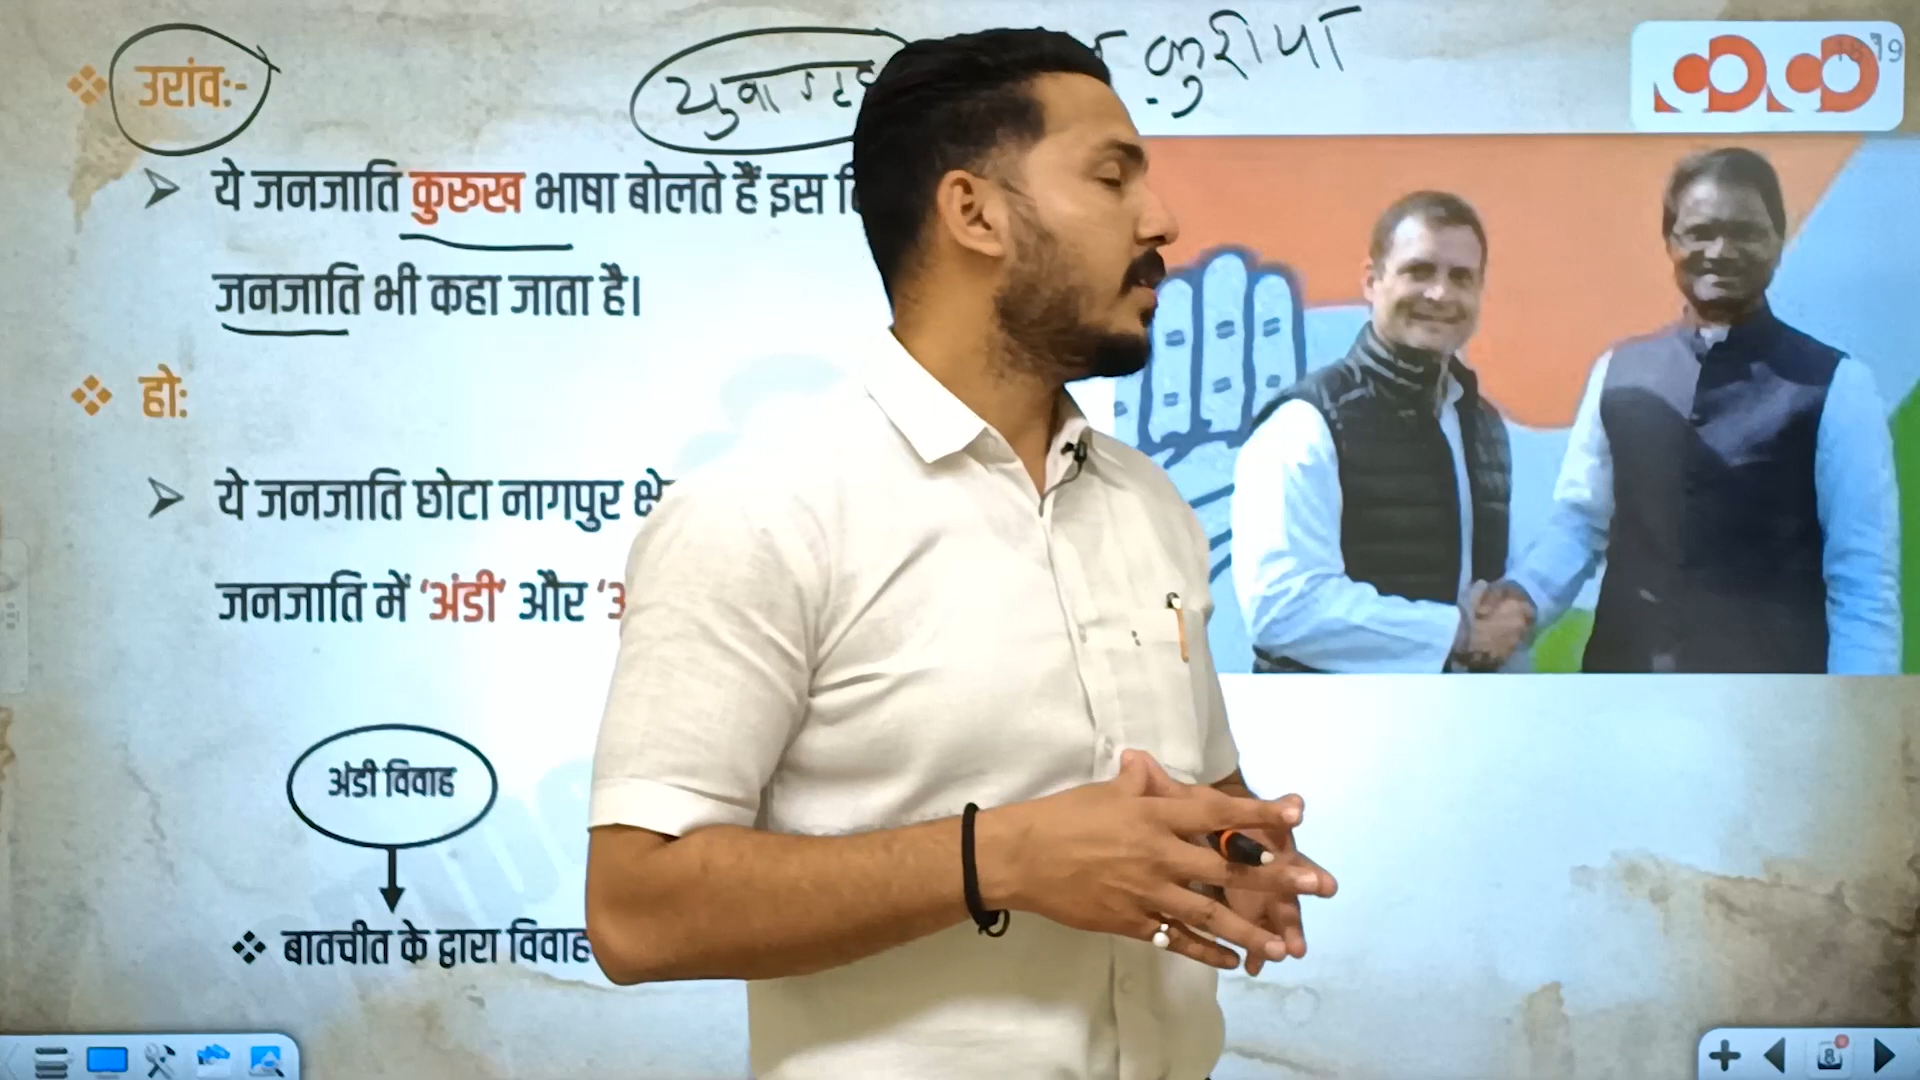 उरांव:-
युवा गृह
ये जनजाति कुरूख भाषा बोलते हैं इस
जनजाति भी कहा जाता है।
हो:
ये जनजाति छोटा नागपुर
जनजाति में ‘अंडी’ और
अंडी विवाह
बातचीत के द्वारा विवाह